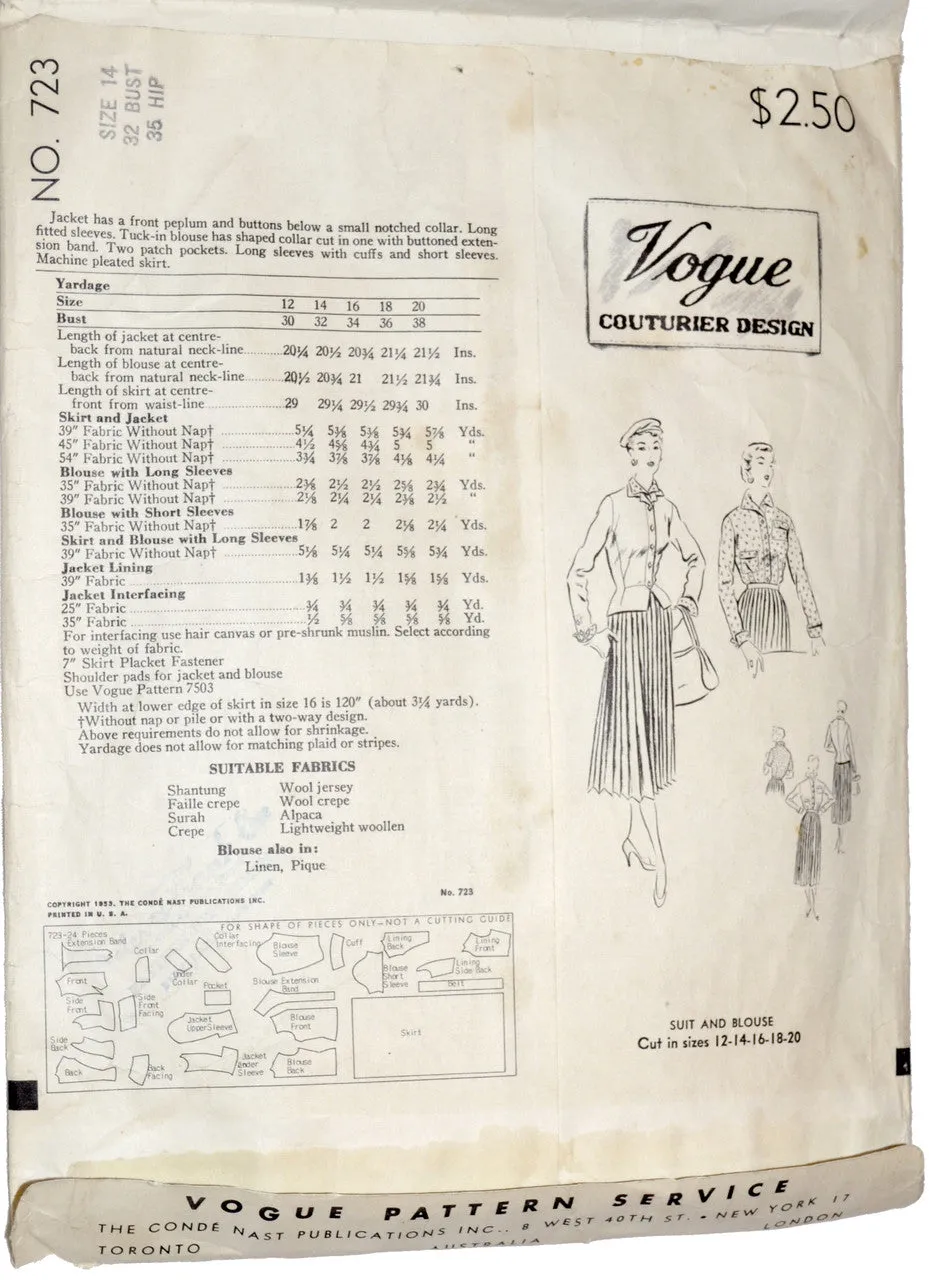 NO. 723
SIZE 14
32 BUST
35 HIP
$2.50
Jacket has a front peplum and buttons below a small notched collar. Long
fitted sleeves. Tuck-in blouse has shaped collar cut in one with buttoned exten-
sion band. Two patch pockets. Long sleeves with cuffs and short sleeves.
Machine pleated skirt.
Yardage
Size 12 14 16 18 20
Bust 30 32 34 36 38
Length of jacket at centre-
back from natural neck-line 20¼ 20½ 20¾ 21¼ 21½ Ins.
Length of blouse at centre-
back from natural neck-line 20½ 20¾ 21 21½ 21¾ Ins.
Length of skirt at centre-
front from waist-line 29 29¼ 29½ 29¾ 30 Ins.
Skirt and Jacket
39" Fabric Without Nap† 5¼ 5⅜ 5⅜ 5¾ 5⅞ Yds.
45" Fabric Without Nap† 4½ 4⅝ 4¾ 5 5 "
54" Fabric Without Nap† 3¾ 3⅞ 3⅞ 4⅛ 4¼ "
Blouse with Long Sleeves
35" Fabric Without Nap† 2⅜ 2½ 2½ 2⅝ 2¾ Yds.
39" Fabric Without Nap† 2⅛ 2¼ 2¼ 2⅜ 2½ "
Blouse with Short Sleeves
35" Fabric Without Nap† 1⅞ 2 2 2⅛ 2¼ Yds.
Skirt and Blouse with Long Sleeves
39" Fabric Without Nap† 5⅛ 5¼ 5¼ 5⅝ 5¾ Yds.
Jacket Lining
39" Fabric 1⅜ 1½ 1½ 1⅝ 1⅝ Yds.
Jacket Interfacing
25" Fabric ¾ ¾ ¾ ¾ ¾ Yd.
35" Fabric ½ ⅝ ⅝ ⅝ ⅝ Yd.
For interfacing use hair canvas or pre-shrunk muslin. Select according
to weight of fabric.
7" Skirt Placket Fastener
Shoulder pads for jacket and blouse
Use Vogue Pattern 7503
Width at lower edge of skirt in size 16 is 120" (about 3¼ yards).
†Without nap or pile or with a two-way design.
Above requirements do not allow for shrinkage.
Yardage does not allow for matching plaid or stripes.
SUITABLE FABRICS
Shantung Wool jersey
Faille crepe Wool crepe
Surah Alpaca
Crepe Lightweight woollen
Blouse also in:
Linen, Pique
No. 723
COPYRIGHT 1953, THE CONDÉ NAST PUBLICATIONS INC.
PRINTED IN U. S. A.
FOR SHAPE OF PIECES ONLY—NOT A CUTTING GUIDE
723-24 Pieces
Extension Band
Collar
Under Collar
Collar Interfacing
Blouse Sleeve
Cuff
Lining Back
Lining Front
Front
Pocket
Blouse Extension Band
Blouse Short Sleeve
Lining Side Back
Belt
Side Front
Side Front Facing
Jacket UpperSleeve
Blouse Front
Skirt
Side Back
Back
Back Facing
Jacket Under Sleeve
Blouse Back
Vogue
COUTURIER DESIGN
SUIT AND BLOUSE
Cut in sizes 12-14-16-18-20
VOGUE PATTERN SERVICE
THE CONDÉ NAST PUBLICATIONS INC., 8 WEST 40TH ST. • NEW YORK 17
TORONTO AUSTRALIA LONDON